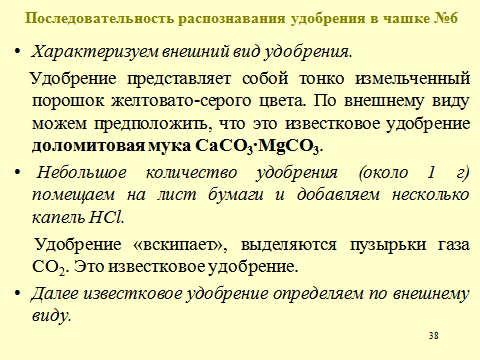 Последовательность распознавания удобрения в чашке №6
• Характеризуем внешний вид удобрения.
Удобрение представляет собой тонко измельченный
порошок желтовато-серого цвета. По внешнему виду
можем предположить, что это известковое удобрение
доломитовая мука CaCO₃·MgCO₃.
• Небольшое количество удобрения (около 1 г)
помещаем на лист бумаги и добавляем несколько
капель HCl.
Удобрение «вскипает», выделяются пузырьки газа
CO₂. Это известковое удобрение.
• Далее известковое удобрение определяем по внешнему
виду.
38